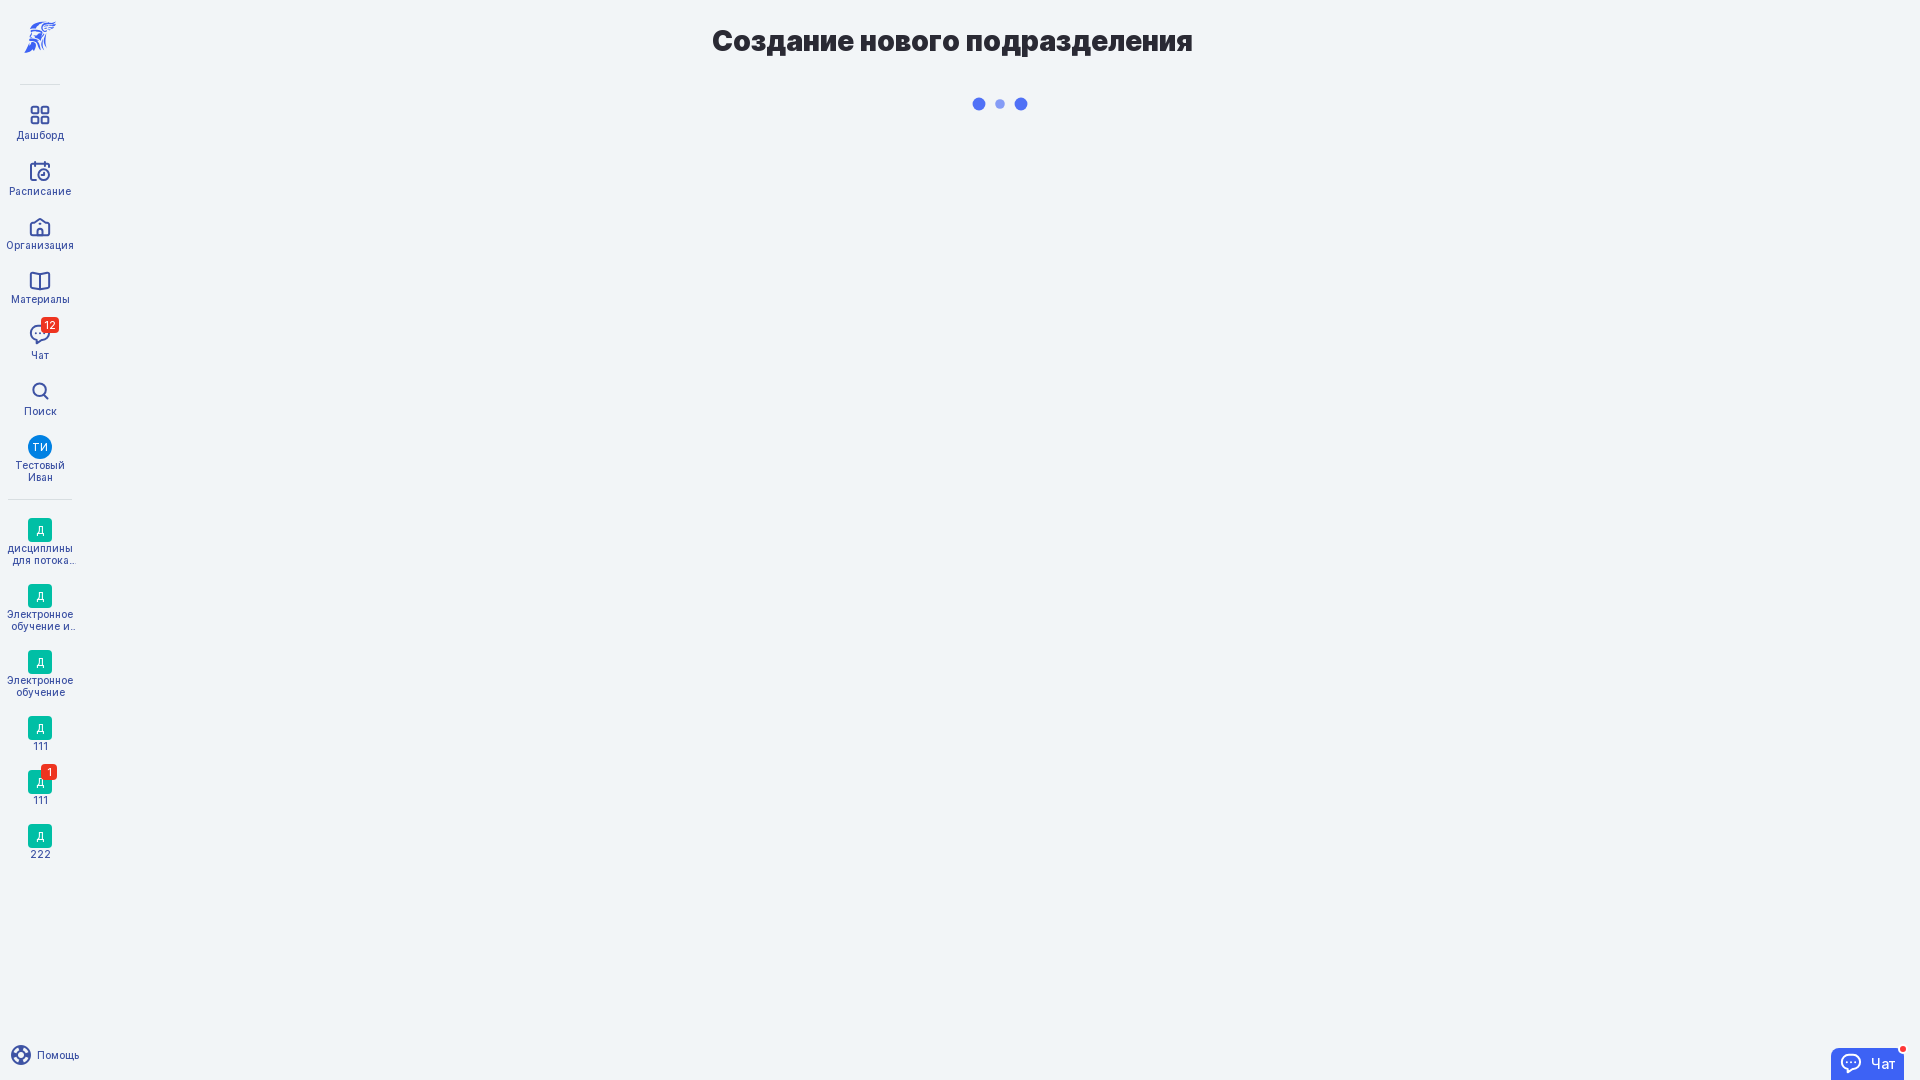 Создание нового подразделения
Дашборд
Расписание
Организация
Материалы
12
Чат
Поиск
ТИ
Тестовый
Иван
Д
дисциплины
для потока...
Д
Электронное
обучение и...
Д
Электронное
обучение
Д
111
Д
1
111
Д
222
Помощь
Чат